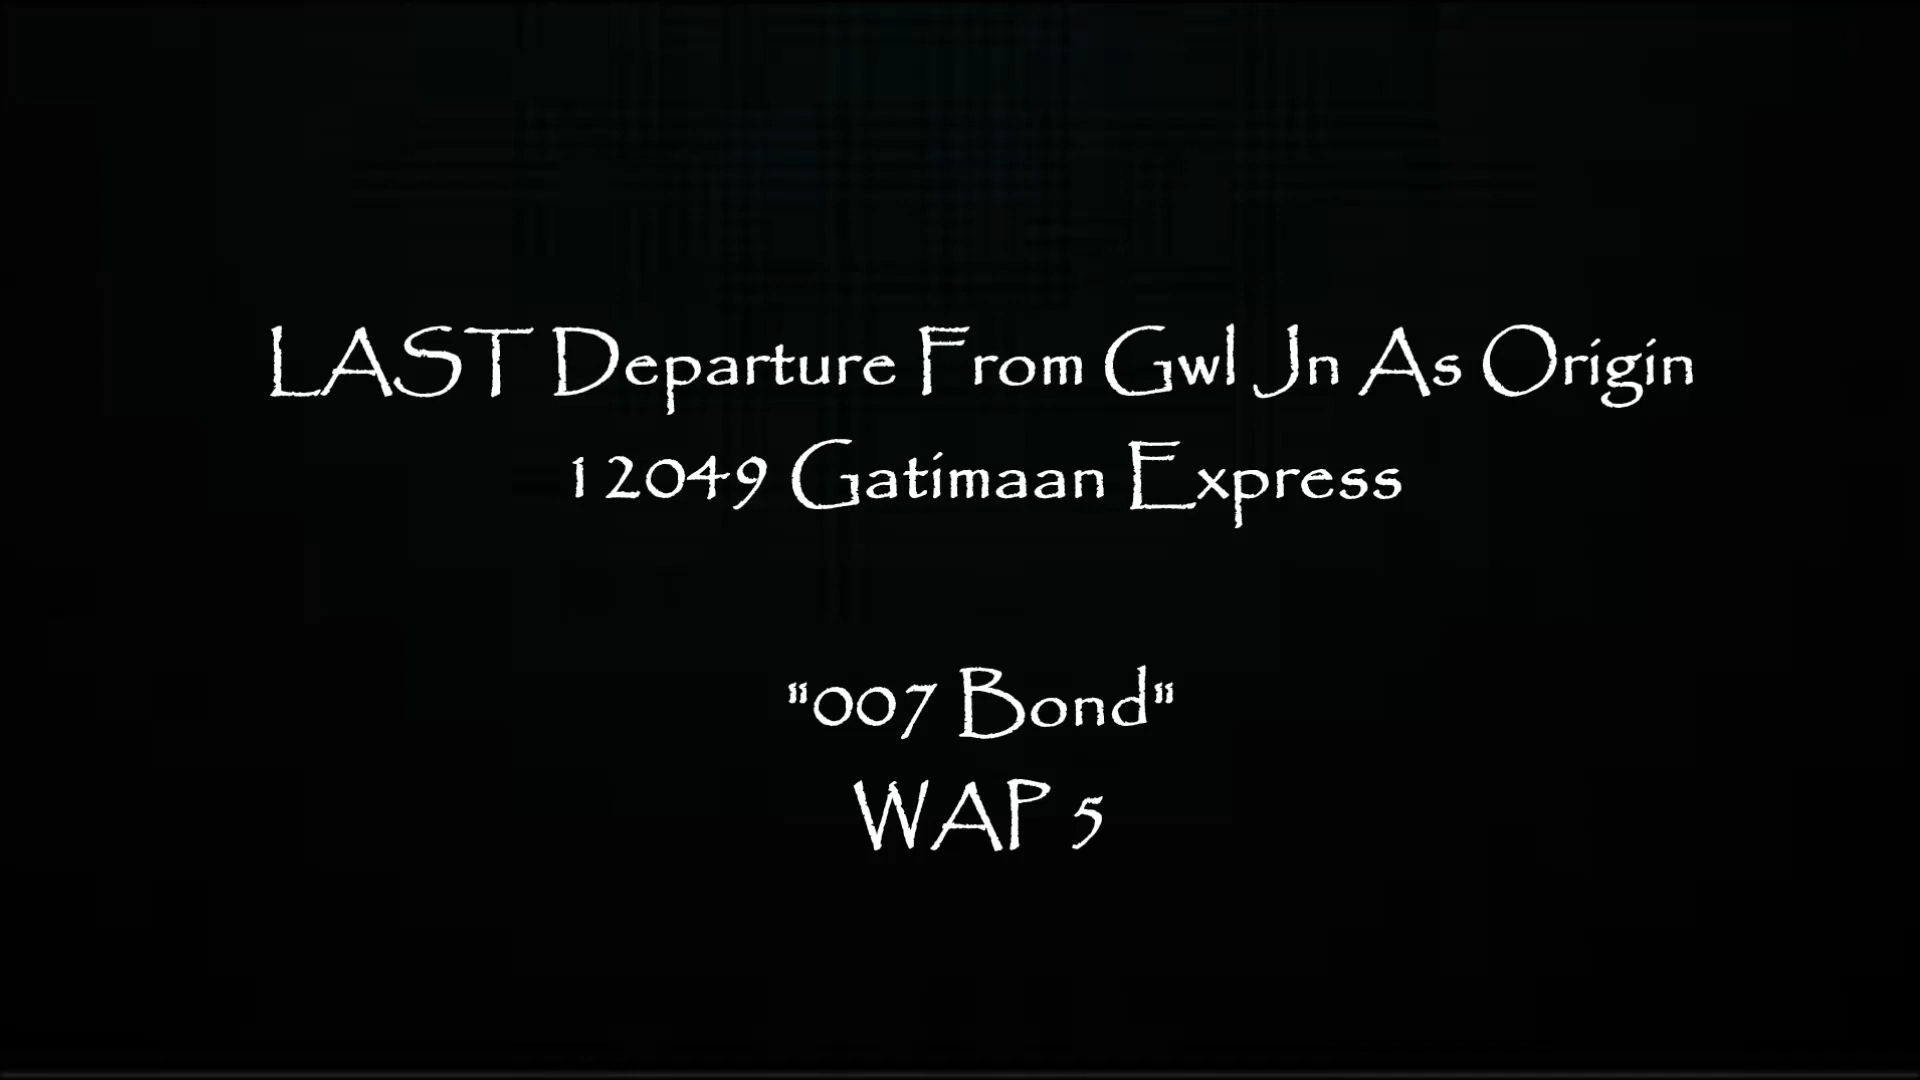 LAST Departure From Gwl Jn As Origin
12049 Gatimaan Express
"007 Bond"
WAP 5